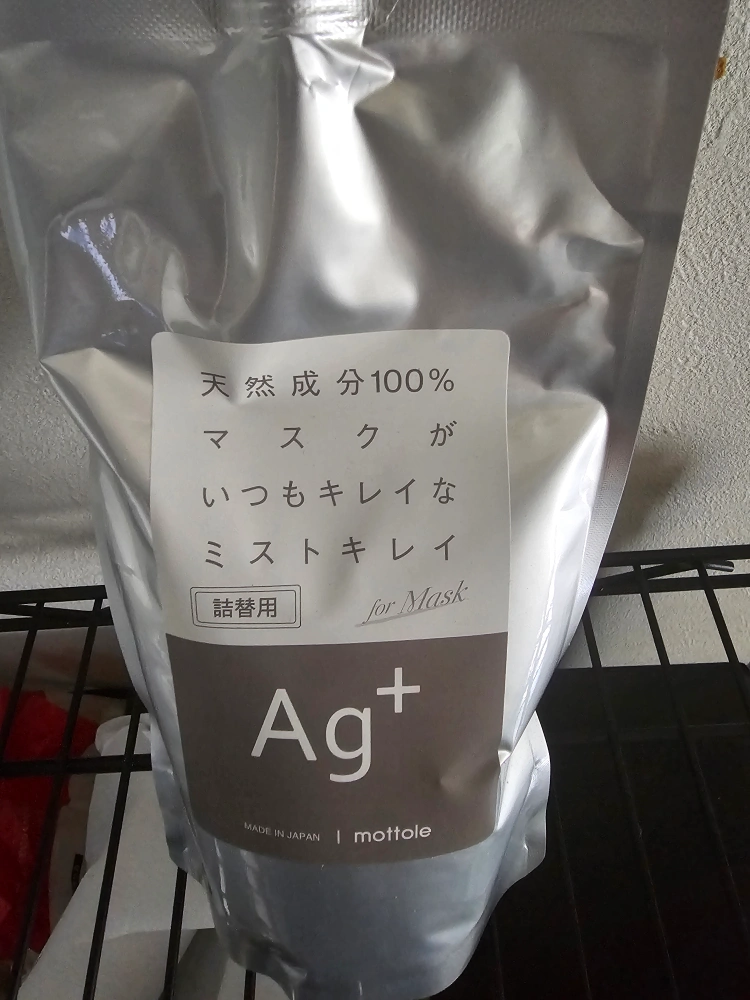 天然成分100%
マスクが
いつもキレイな
ミストキレイ
詰替用 for Mask
Ag+
MADE IN JAPAN | mottole